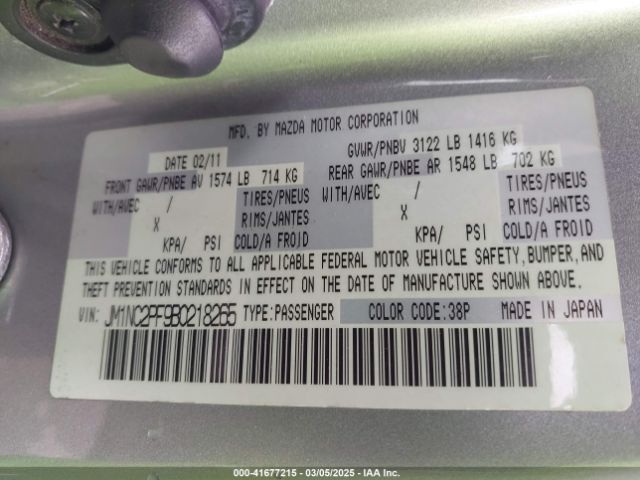 MFD. BY MAZDA MOTOR CORPORATION
DATE 02/11 GVWR/PNBV 3122 LB 1416 KG
FRONT GAWR/PNBE AV 1574 LB 714 KG REAR GAWR/PNBE AR 1548 LB 702 KG
WITH/AVEC / TIRES/PNEUS WITH/AVEC / TIRES/PNEUS
X RIMS/JANTES X RIMS/JANTES
KPA/ PSI COLD/A FROID KPA/ PSI COLD/A FROID
THIS VEHICLE CONFORMS TO ALL APPLICABLE FEDERAL MOTOR VEHICLE SAFETY, BUMPER, AND
THEFT PREVENTION STANDARDS IN EFFECT ON THE DATE OF MANUFACTURE SHOWN ABOVE.
VIN: JM1NC2PF9B0218265 TYPE:PASSENGER COLOR CODE:38P MADE IN JAPAN
00-41677215 - 03/05/2025 - IAA Inc.